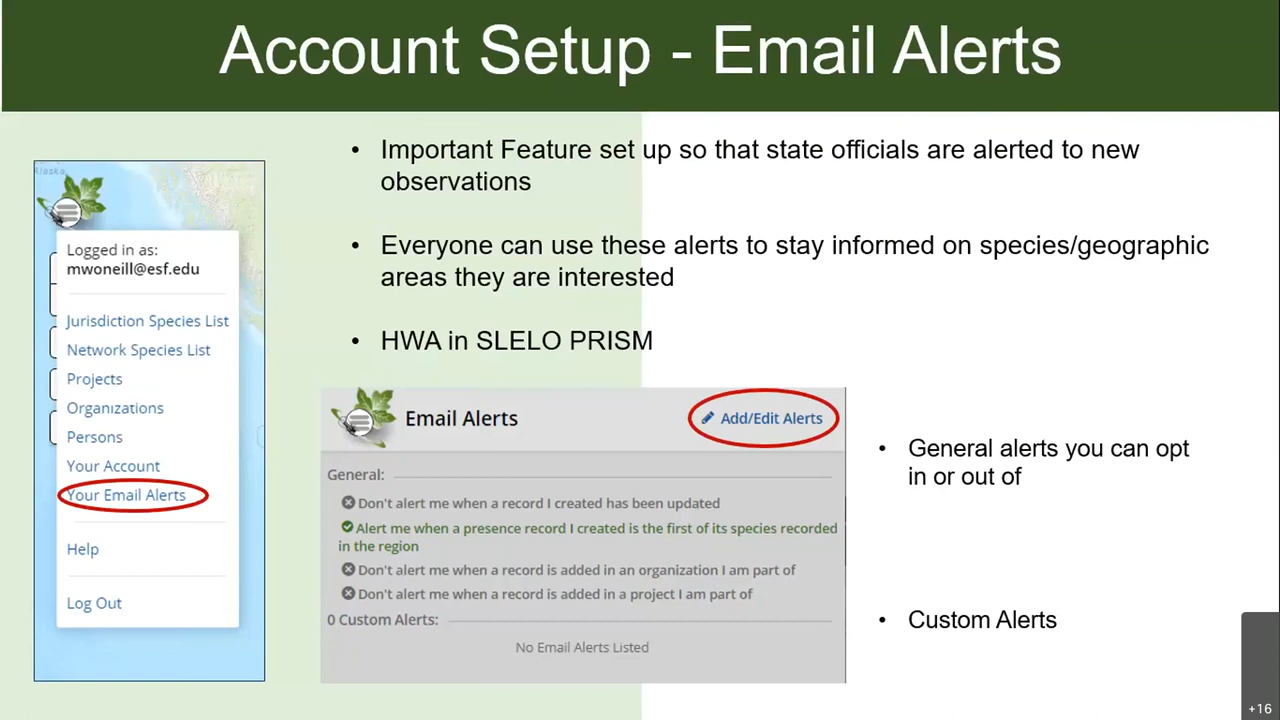 Account Setup - Email Alerts
• Important Feature set up so that state officials are alerted to new
observations
• Everyone can use these alerts to stay informed on species/geographic
areas they are interested
• HWA in SLELO PRISM
Alaska
Logged in as:
mwoneill@esf.edu
Jurisdiction Species List
Network Species List
Projects
Organizations
Persons
Your Account
Your Email Alerts
Help
Log Out
Email Alerts
Add/Edit Alerts
General:
Don't alert me when a record I created has been updated
Alert me when a presence record I created is the first of its species recorded
in the region
Don't alert me when a record is added in an organization I am part of
Don't alert me when a record is added in a project I am part of
0 Custom Alerts:
No Email Alerts Listed
• General alerts you can opt
in or out of
• Custom Alerts
+16